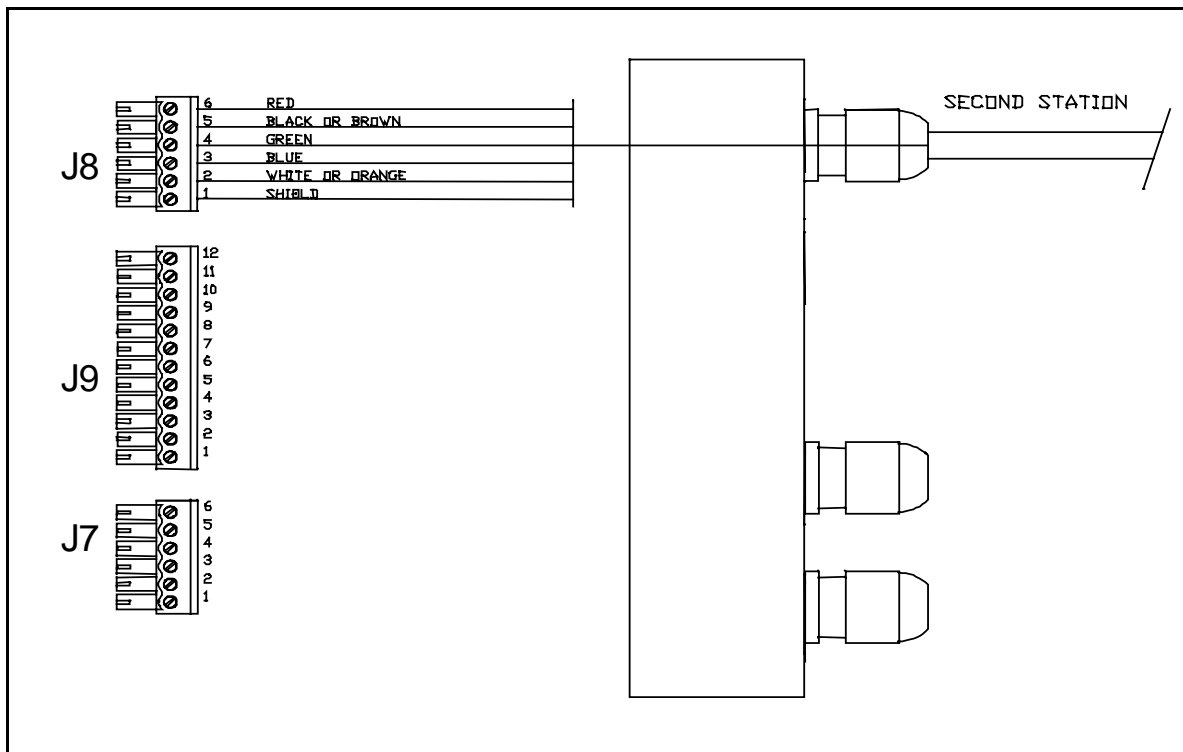 6 RED
5 BLACK OR BROWN
4 GREEN
3 BLUE
2 WHITE OR ORANGE
1 SHIELD
J8
SECOND STATION
12
11
10
9
8
7
6
5
4
3
2
1
J9
6
5
4
3
2
1
J7